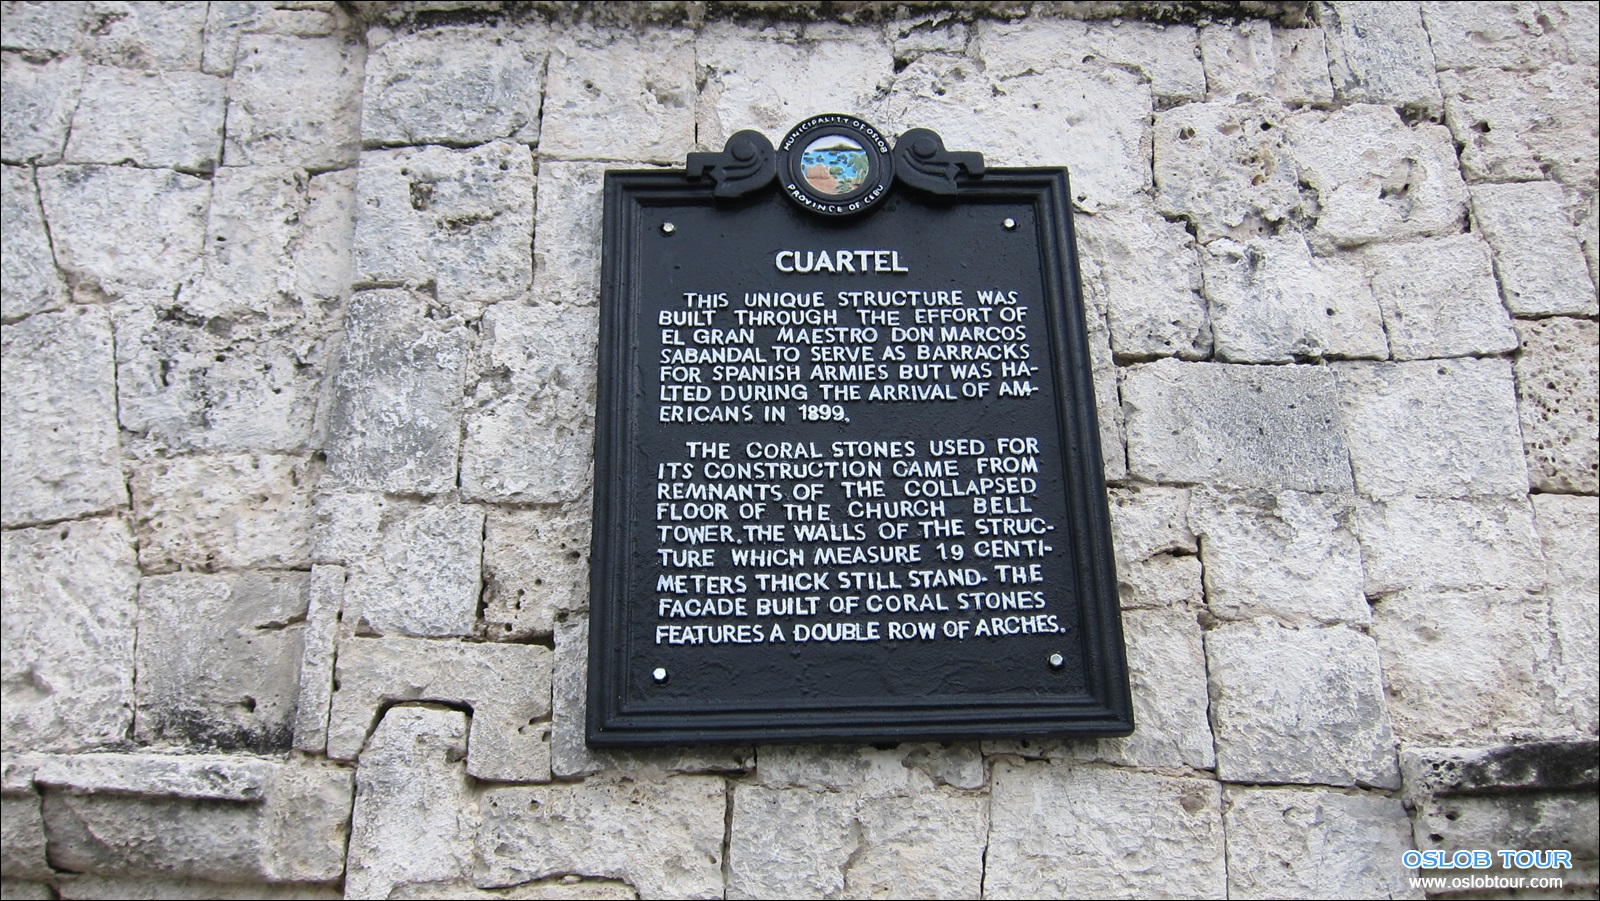 MUNICIPALITY OF OSLOB
PROVINCE OF CEBU
CUARTEL
THIS UNIQUE STRUCTURE WAS
BUILT THROUGH THE EFFORT OF
EL GRAN MAESTRO DON MARCOS
SABANDAL TO SERVE AS BARRACKS
FOR SPANISH ARMIES BUT WAS HA-
LTED DURING THE ARRIVAL OF AM-
ERICANS IN 1899.
THE CORAL STONES USED FOR
ITS CONSTRUCTION CAME FROM
REMNANTS OF THE COLLAPSED
FLOOR OF THE CHURCH BELL
TOWER. THE WALLS OF THE STRUC-
TURE WHICH MEASURE 19 CENTI-
METERS THICK STILL STAND. THE
FACADE BUILT OF CORAL STONES
FEATURES A DOUBLE ROW OF ARCHES.
OSLOB TOUR
www.oslobtour.com